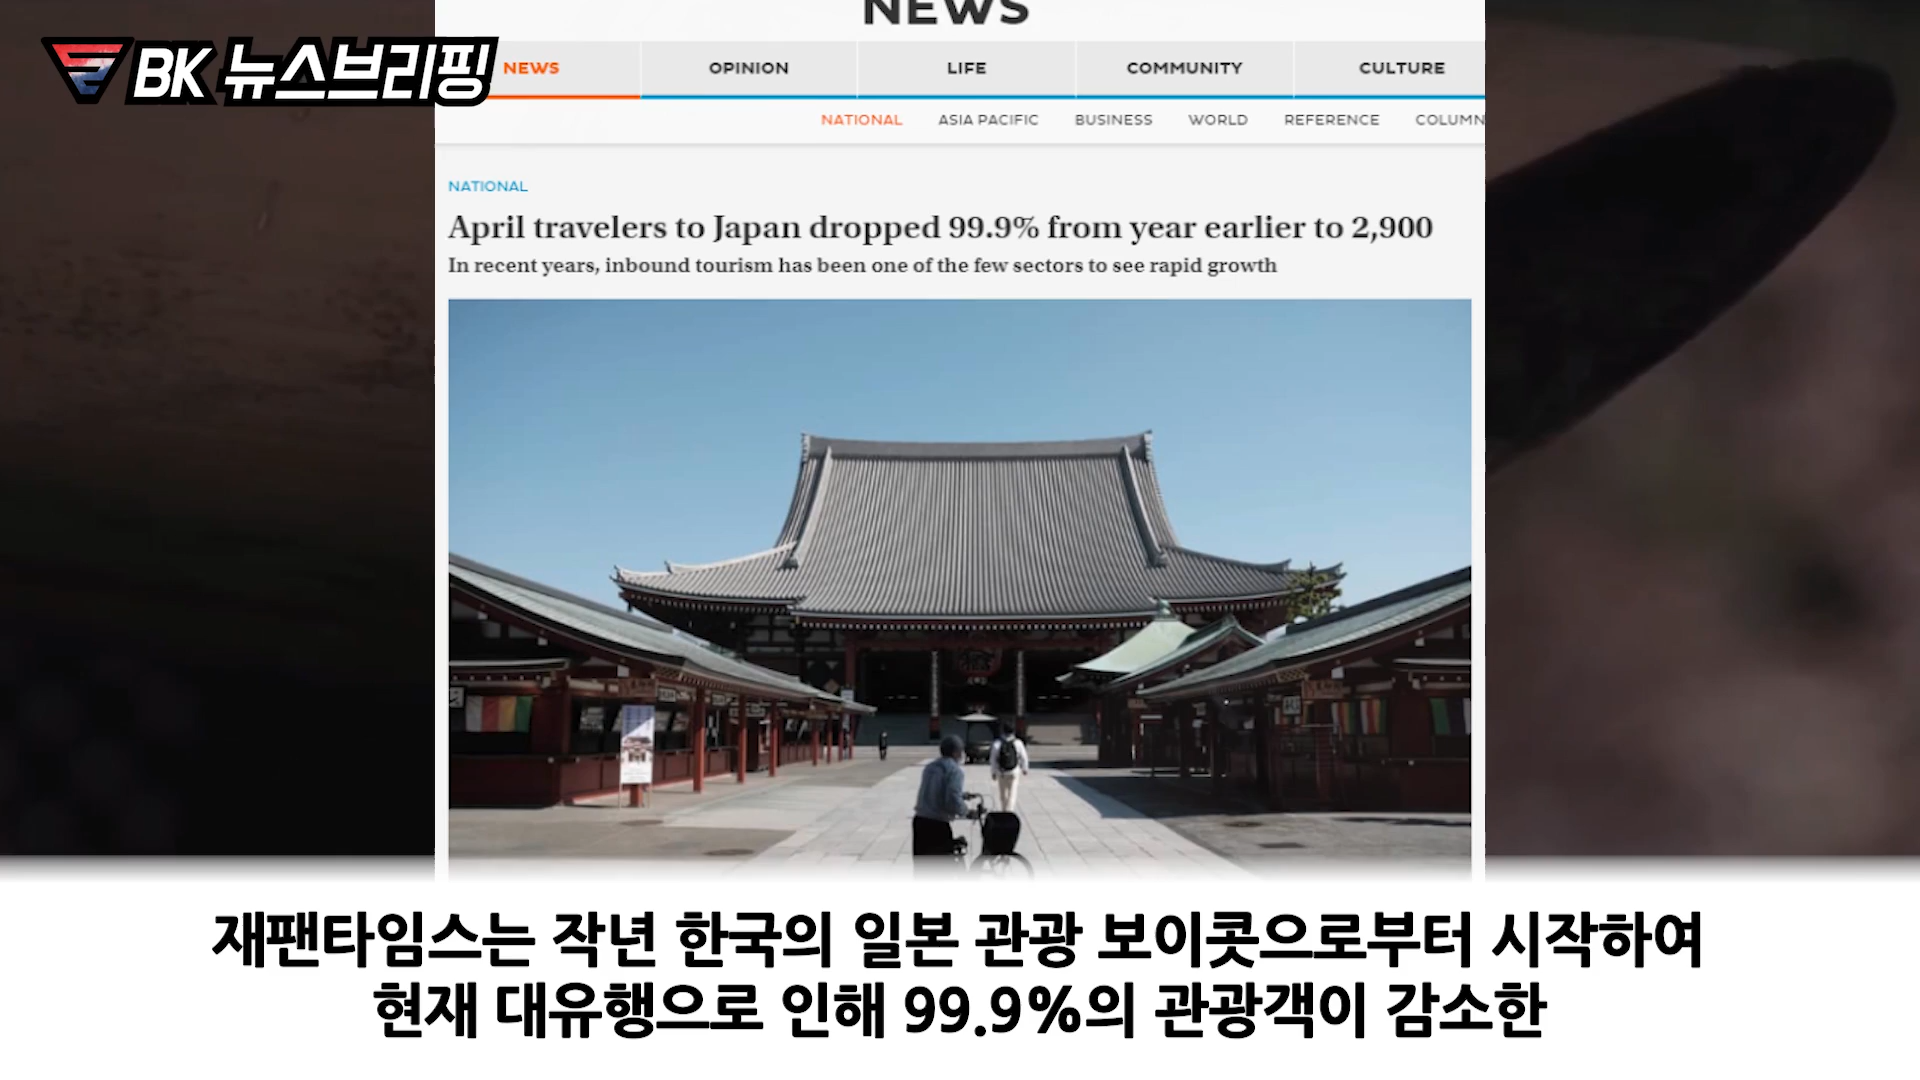 NEWS
BK 뉴스브리핑
NEWS OPINION LIFE COMMUNITY CULTURE
NATIONAL ASIA PACIFIC BUSINESS WORLD REFERENCE COLUMN
NATIONAL
April travelers to Japan dropped 99.9% from year earlier to 2,900
In recent years, inbound tourism has been one of the few sectors to see rapid growth
재팬타임스는 작년 한국의 일본 관광 보이콧으로부터 시작하여
현재 대유행으로 인해 99.9%의 관광객이 감소한